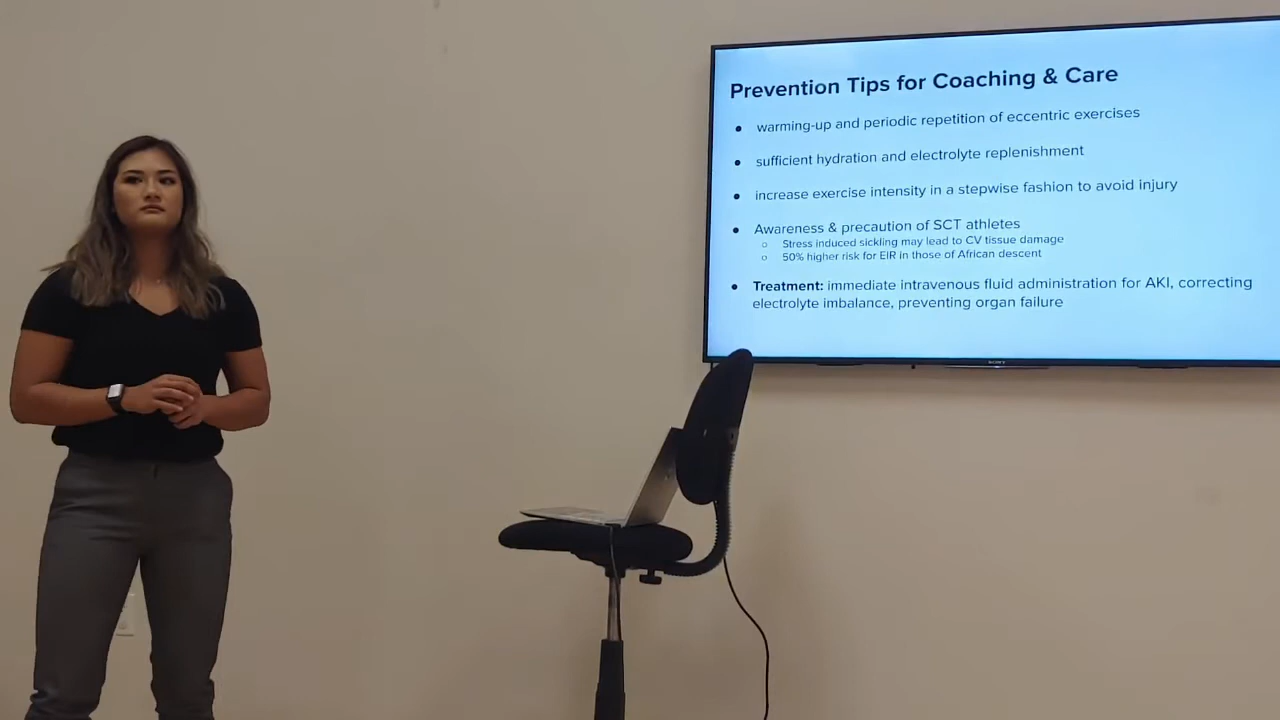 Prevention Tips for Coaching & Care
● warming-up and periodic repetition of eccentric exercises
● sufficient hydration and electrolyte replenishment
● increase exercise intensity in a stepwise fashion to avoid injury
● Awareness & precaution of SCT athletes
○ Stress induced sickling may lead to CV tissue damage
○ 50% higher risk for EIR in those of African descent
● Treatment: immediate intravenous fluid administration for AKI, correcting
electrolyte imbalance, preventing organ failure
SONY